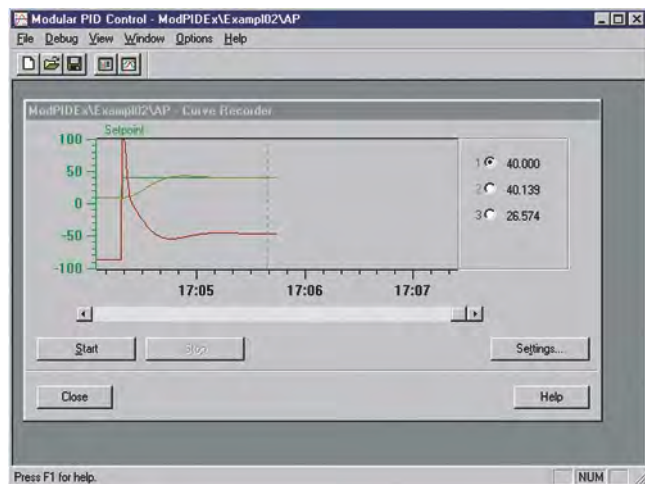 Modular PID Control - ModPIDEx\Exampl02\AP
File Debug View Window Options Help
ModPIDEx\Exampl02\AP - Curve Recorder
Setpoint
100
50
0
-50
-100
17:05 17:06 17:07
1 40.000
2 40.139
3 26.574
Start Stop Settings....
Close Help
Press F1 for help. NUM